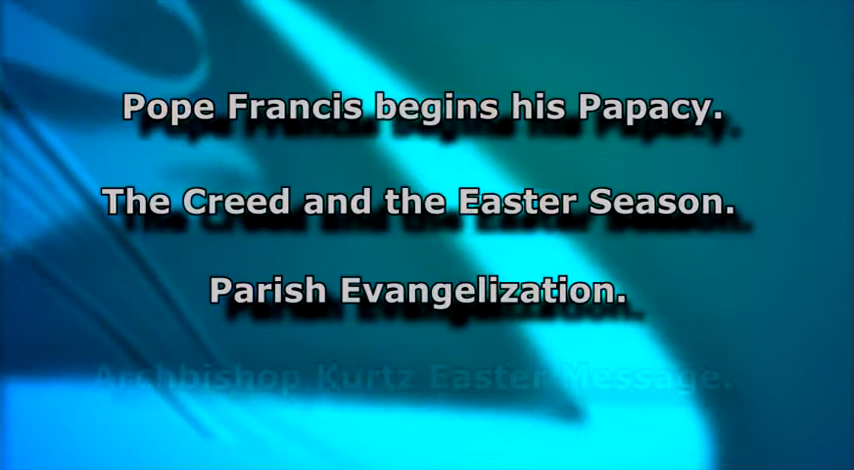 Pope Francis begins his Papacy.
The Creed and the Easter Season.
Parish Evangelization.
Archbishop Kurtz Easter Message.